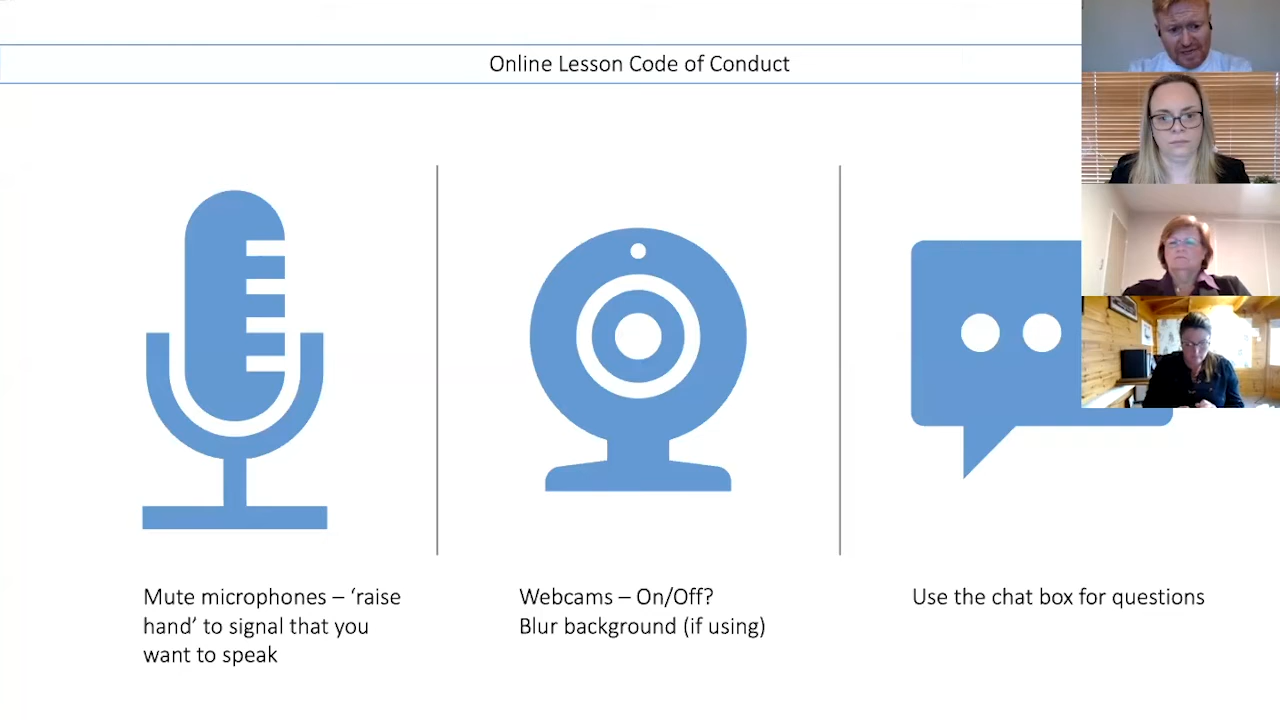 Online Lesson Code of Conduct
Mute microphones – ‘raise
hand’ to signal that you
want to speak
Webcams – On/Off?
Blur background (if using)
Use the chat box for questions